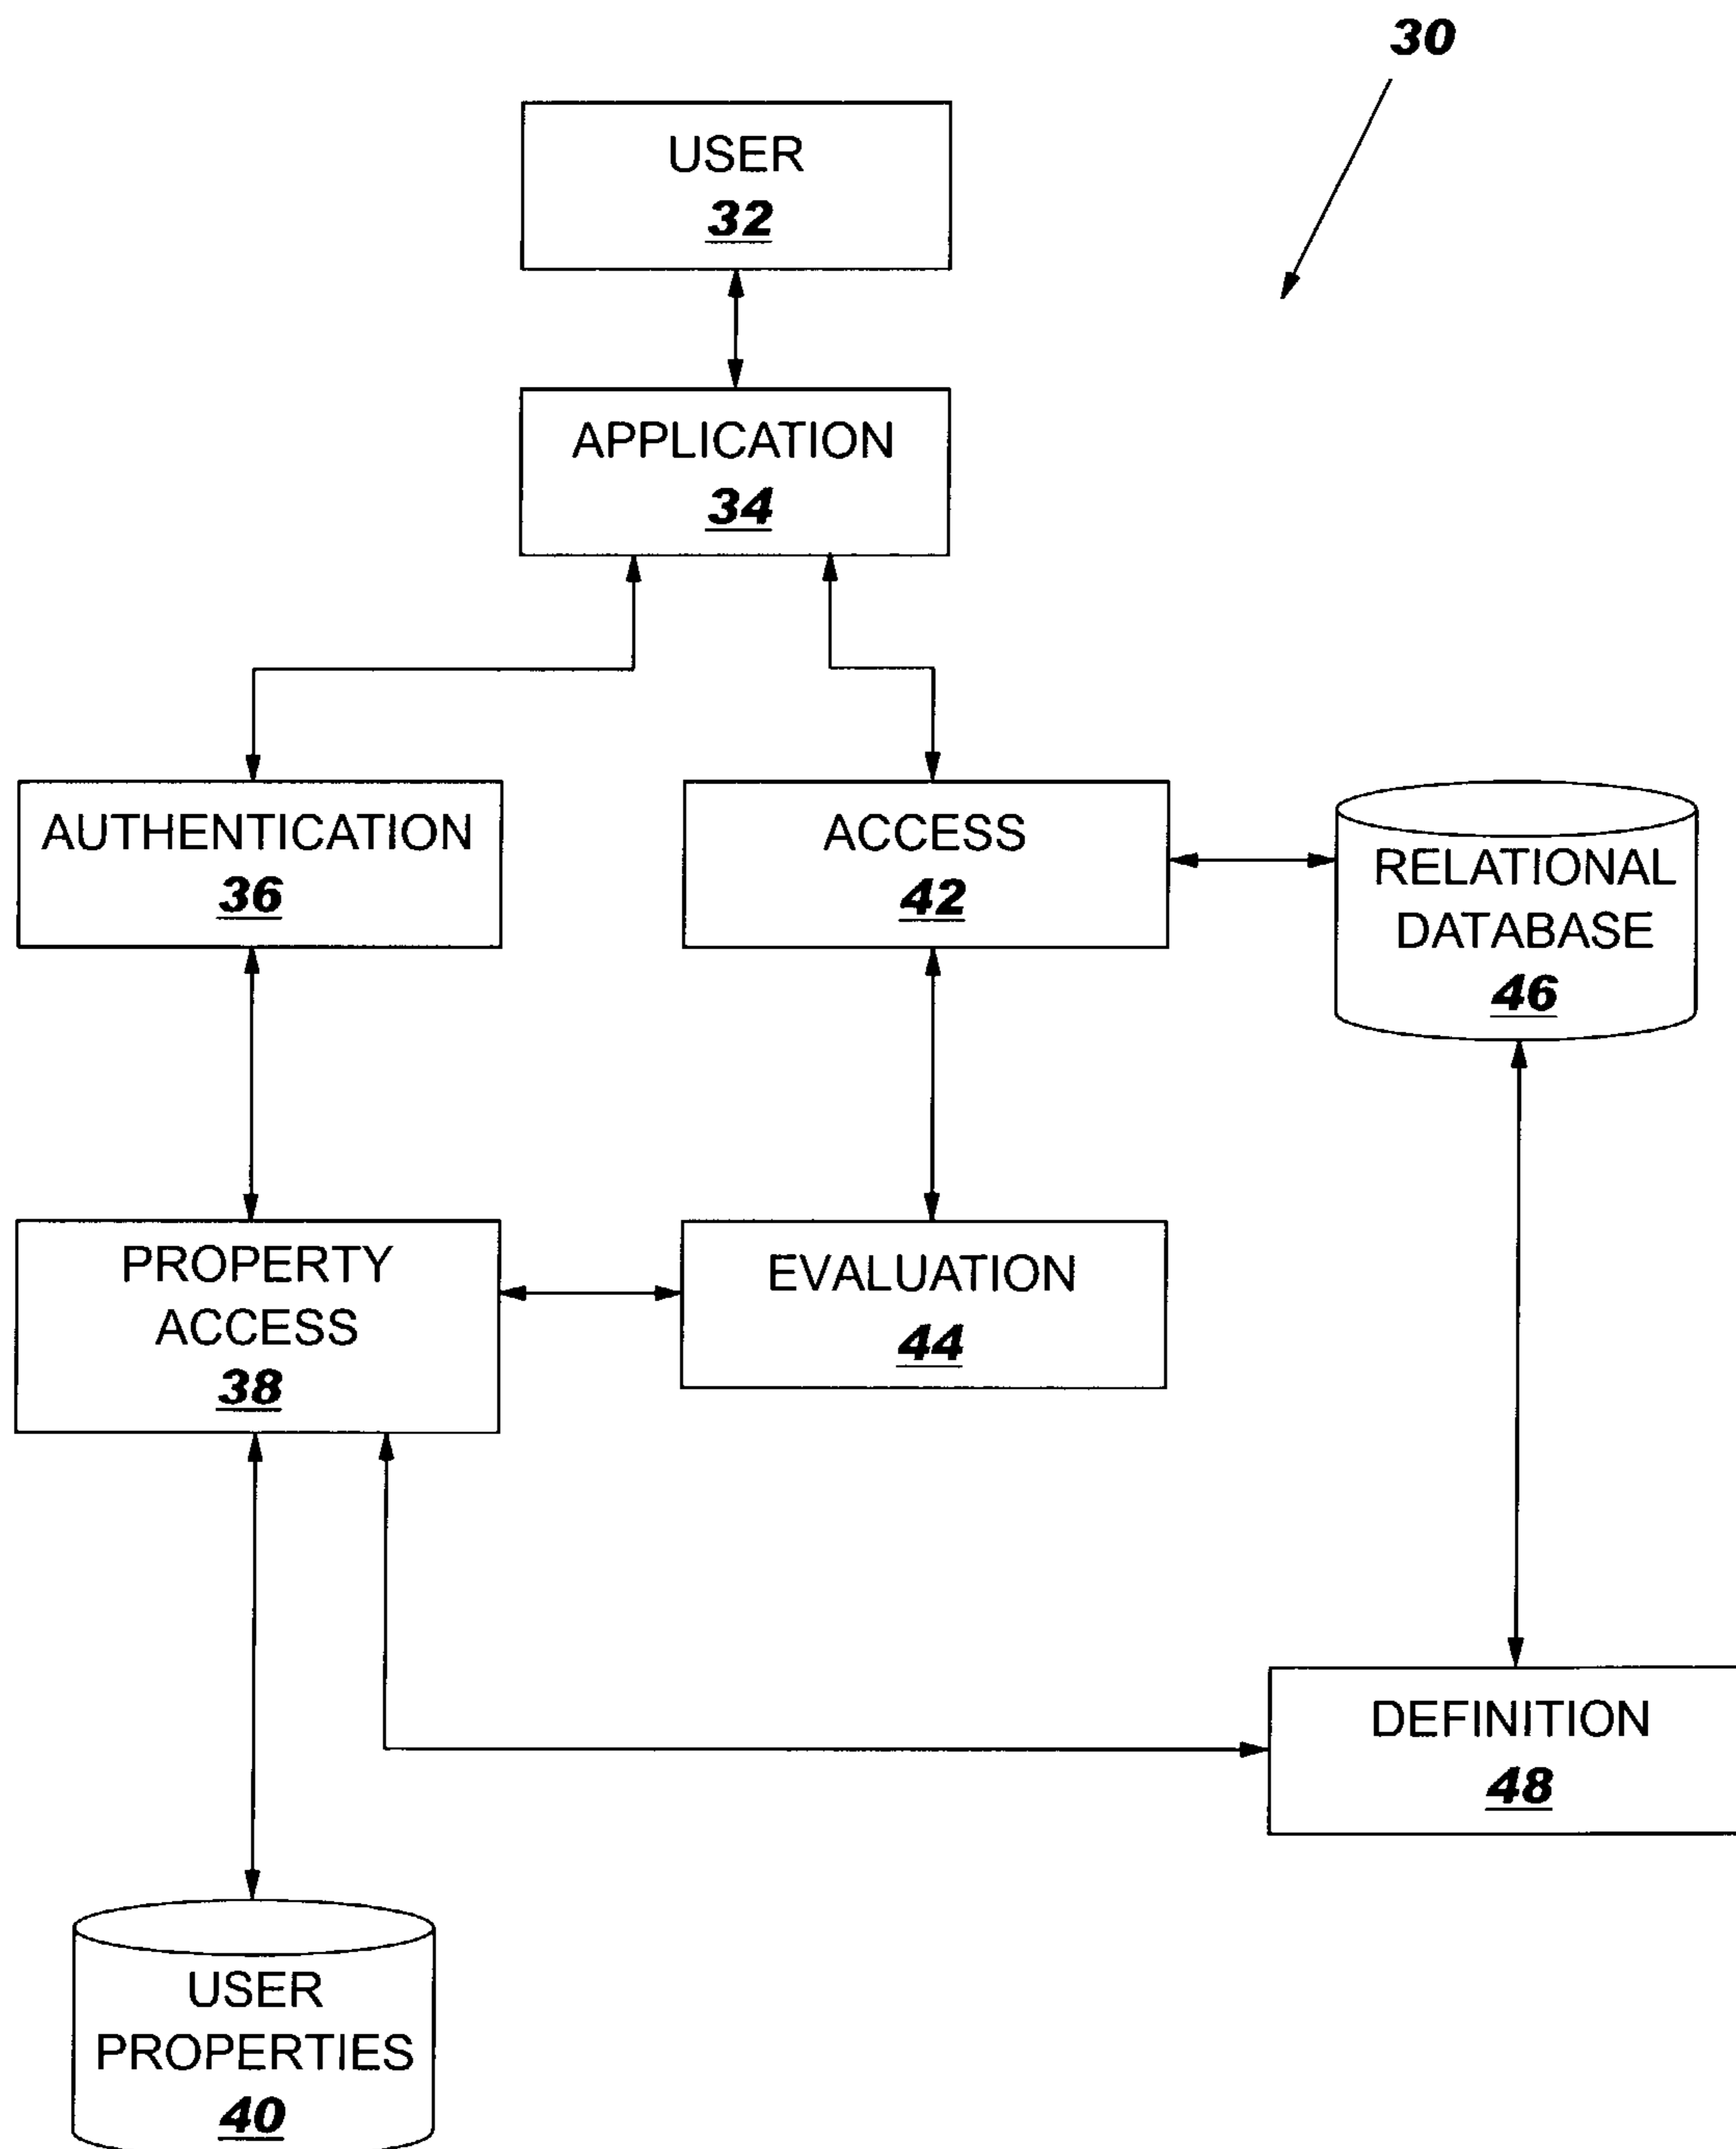 30
USER
32
APPLICATION
34
AUTHENTICATION
36
ACCESS
42
RELATIONAL
DATABASE
46
PROPERTY
ACCESS
38
EVALUATION
44
DEFINITION
48
USER
PROPERTIES
40